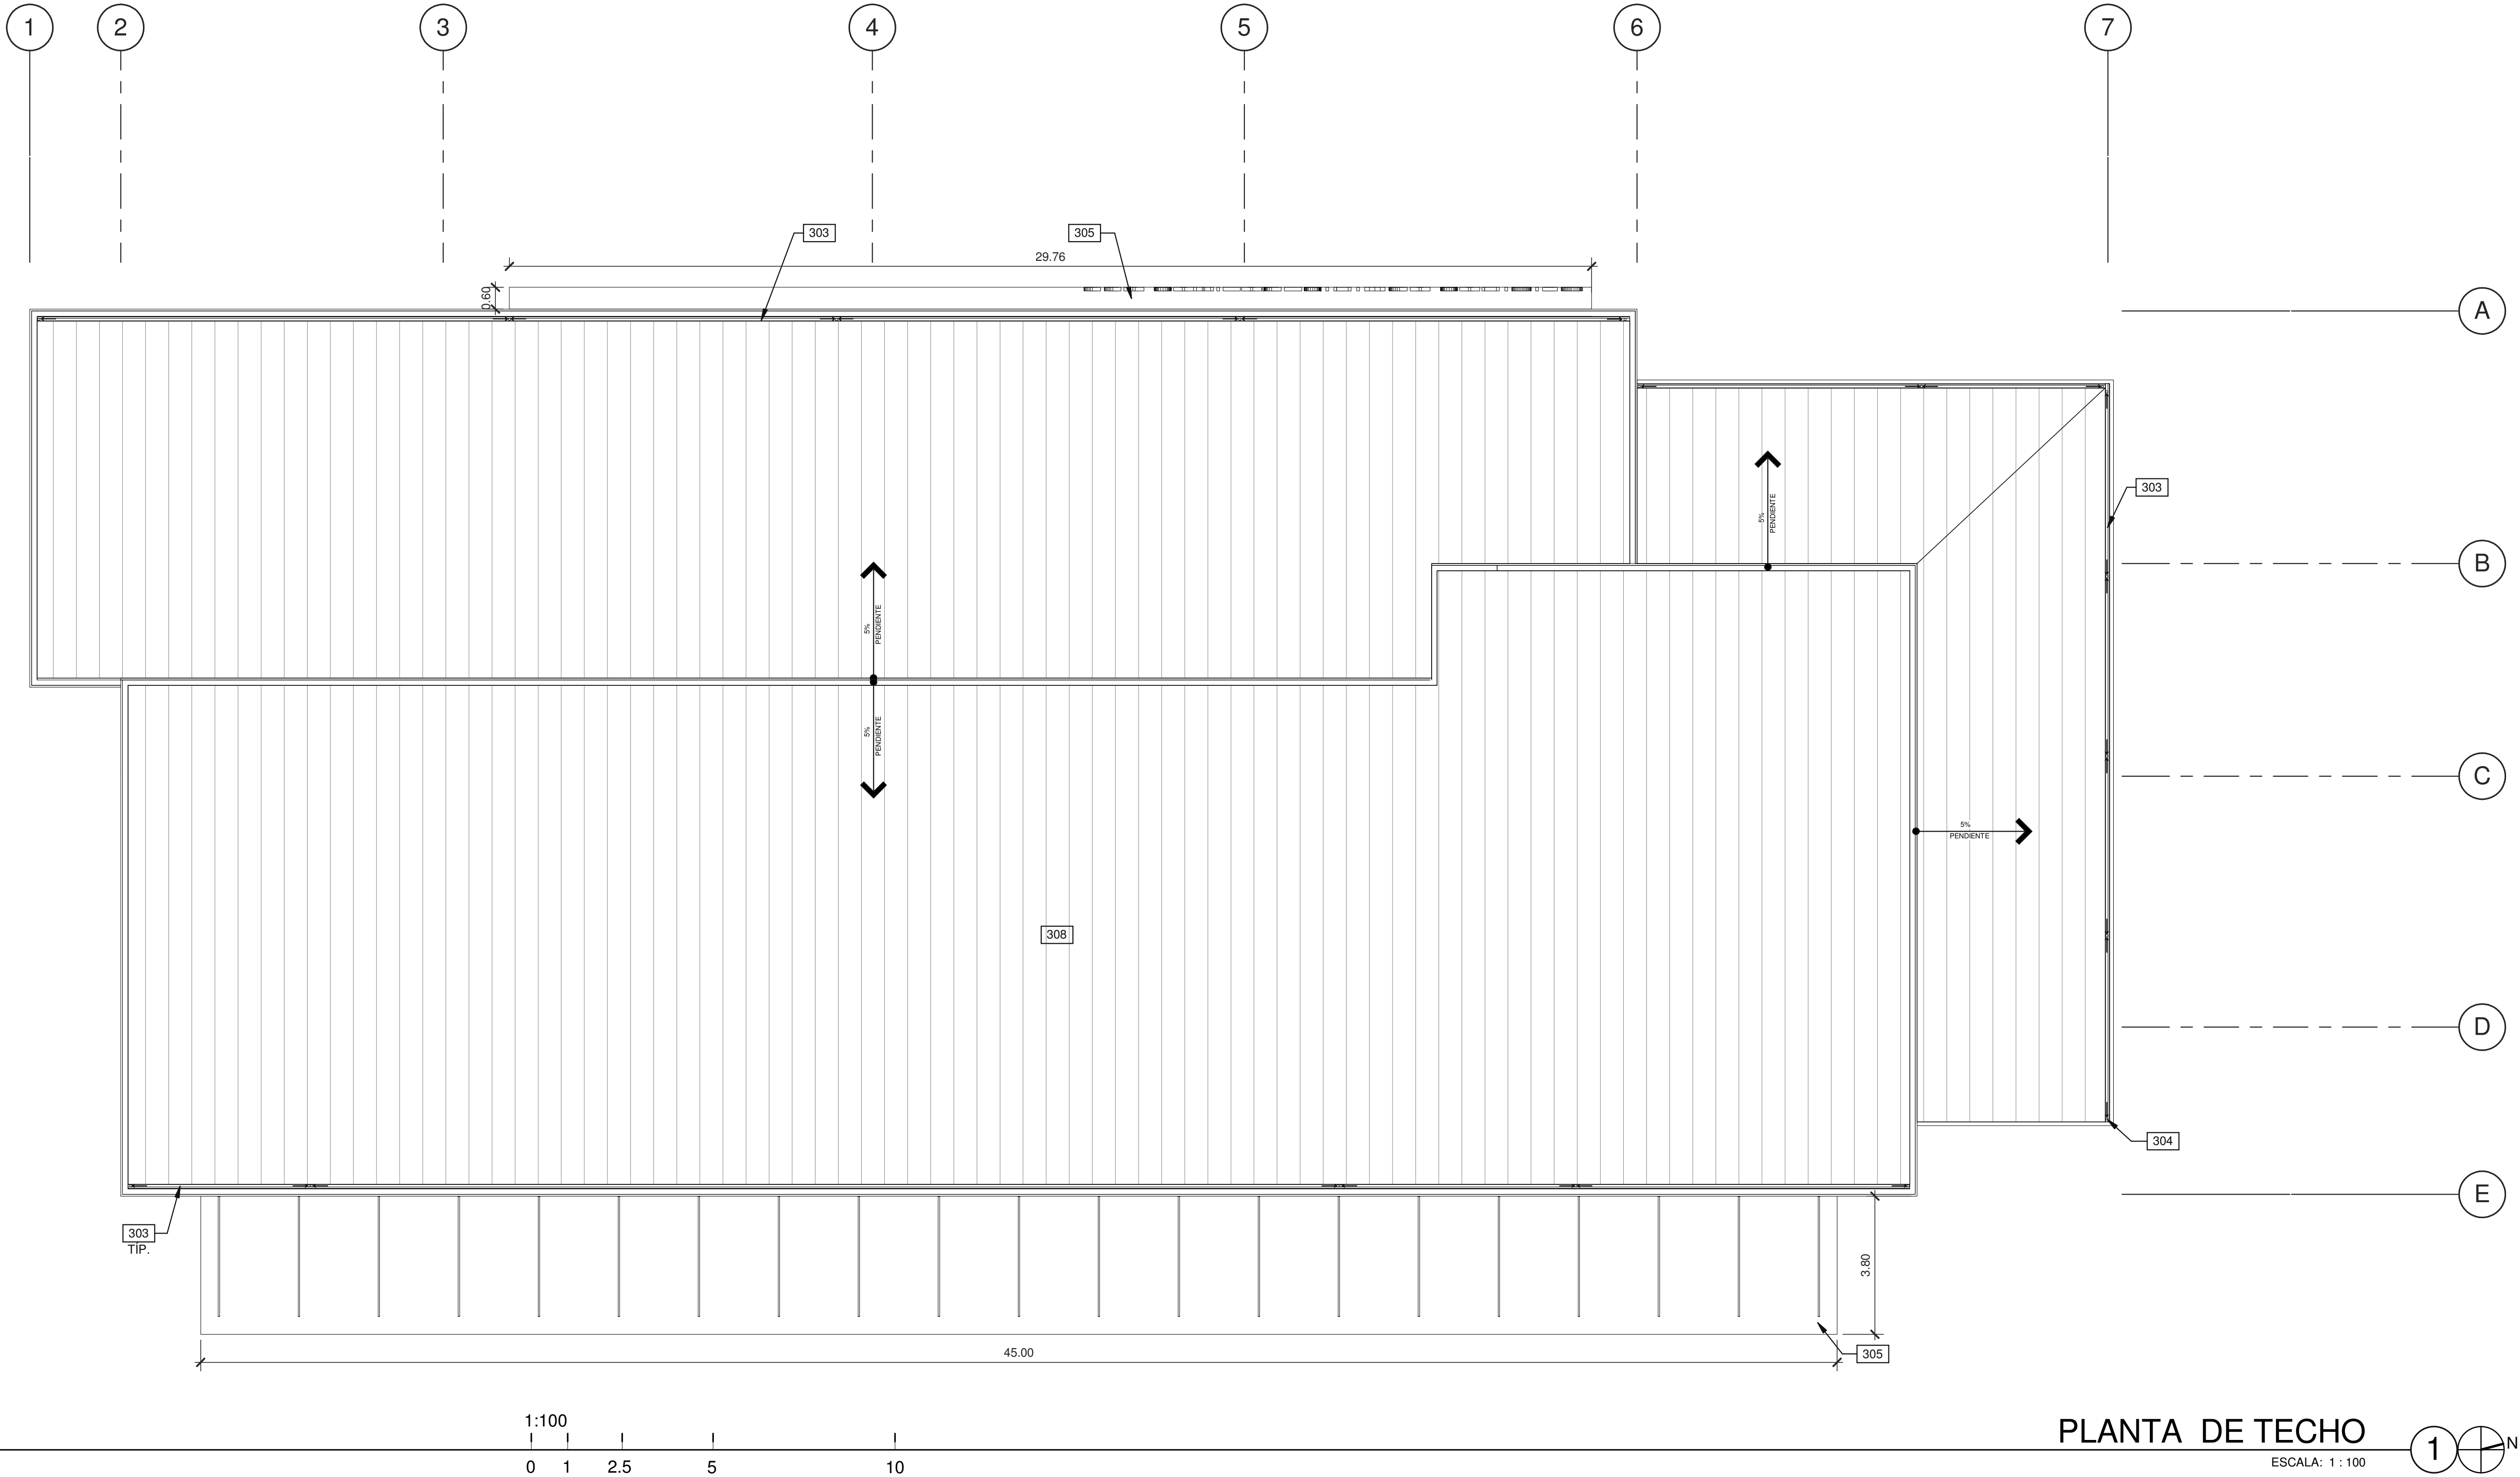 1 2 3 4 5 6 7
303
305
29.76
0.60
A
303
5%
PENDIENTE
B
5%
PENDIENTE
5%
PENDIENTE
C
5%
PENDIENTE
308
D
304
E
303
TÍP.
3.80
45.00
305
1:100
0 1 2.5 5 10
PLANTA DE TECHO
1
N
ESCALA: 1 : 100